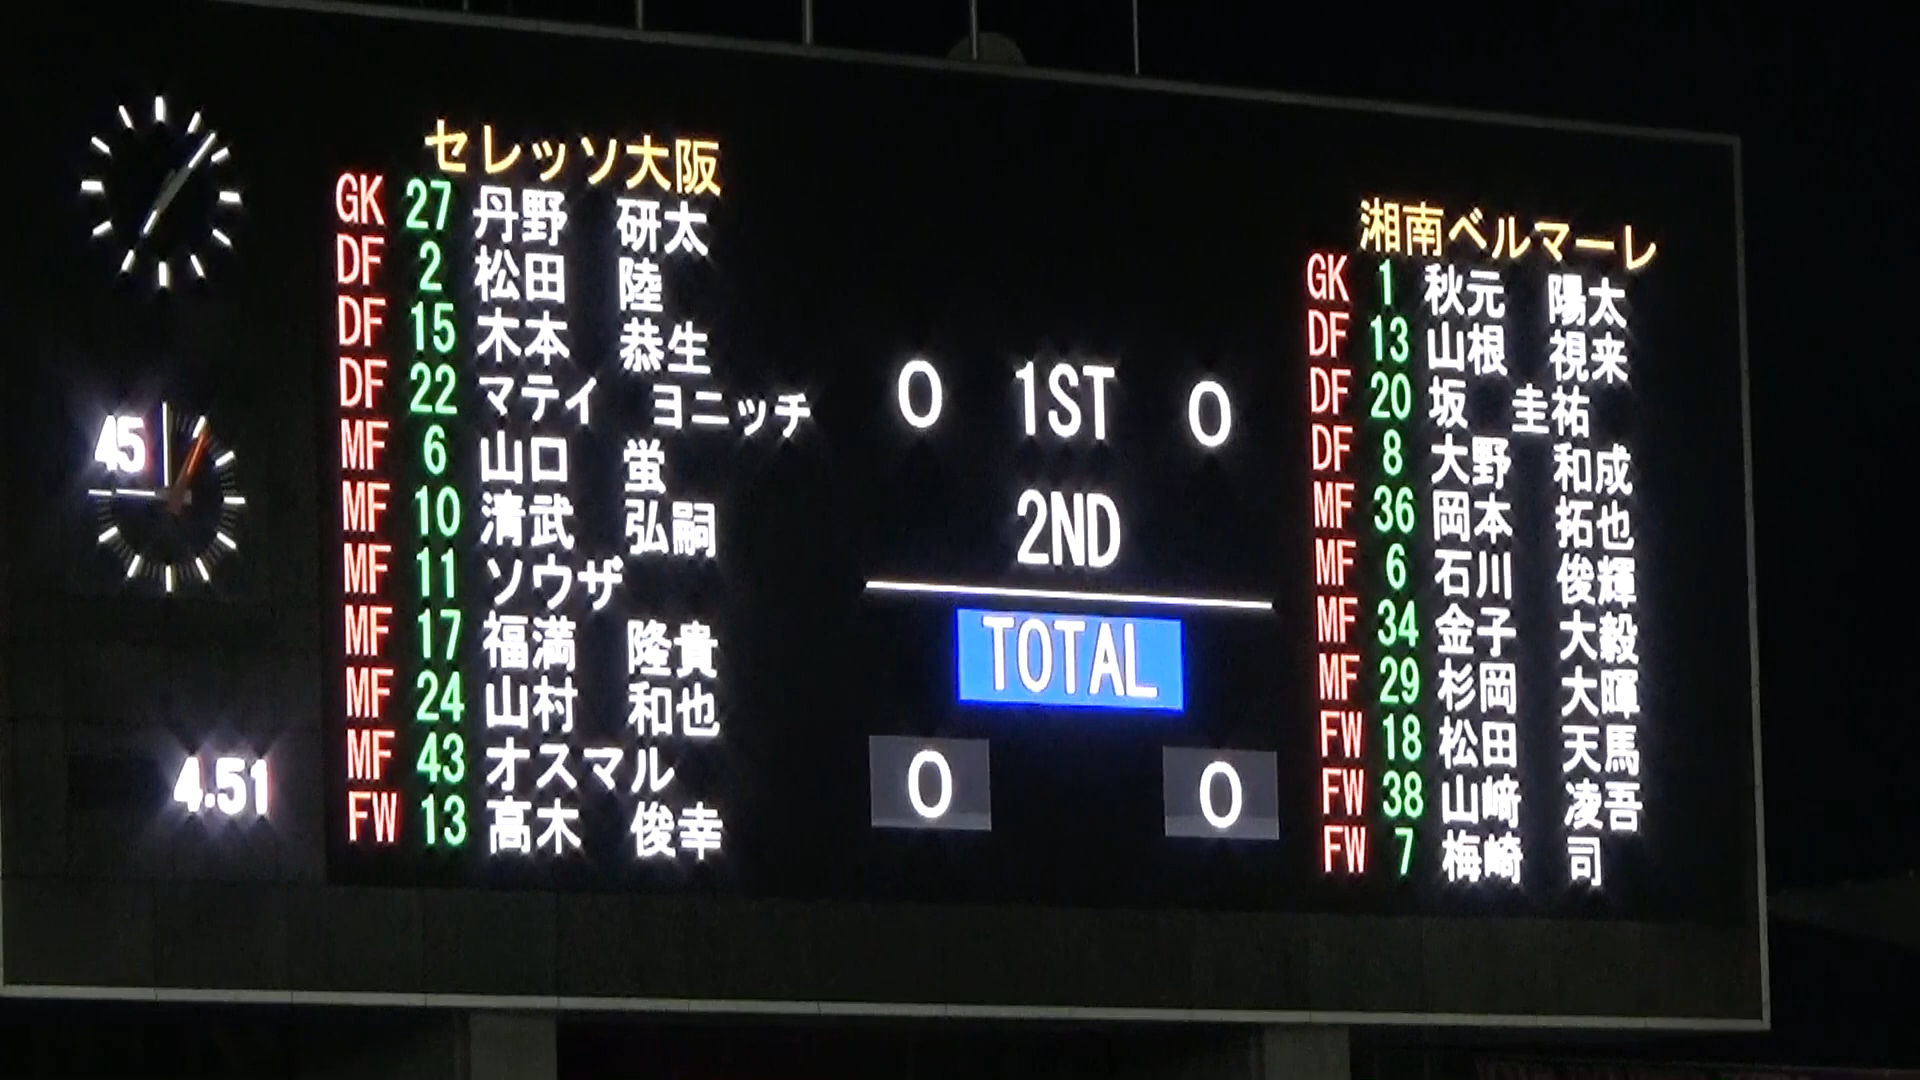 セレッソ大阪
GK 27 丹野 研太
DF 2 松田 陸
DF 15 木本 恭生
DF 22 マテイ ヨニッチ
MF 6 山口 蛍
MF 10 清武 弘嗣
MF 11 ソウザ
MF 17 福満 隆貴
MF 24 山村 和也
MF 43 オスマル
FW 13 高木 俊幸
45
4.51
0 1ST 0
2ND
TOTAL
0 0
湘南ベルマーレ
GK 1 秋元 陽太
DF 13 山根 視来
DF 20 坂 圭祐
DF 8 大野 和成
MF 36 岡本 拓也
MF 6 石川 俊輝
MF 34 金子 大毅
MF 29 杉岡 大暉
FW 18 松田 天馬
FW 38 山﨑 凌吾
FW 7 梅崎 司